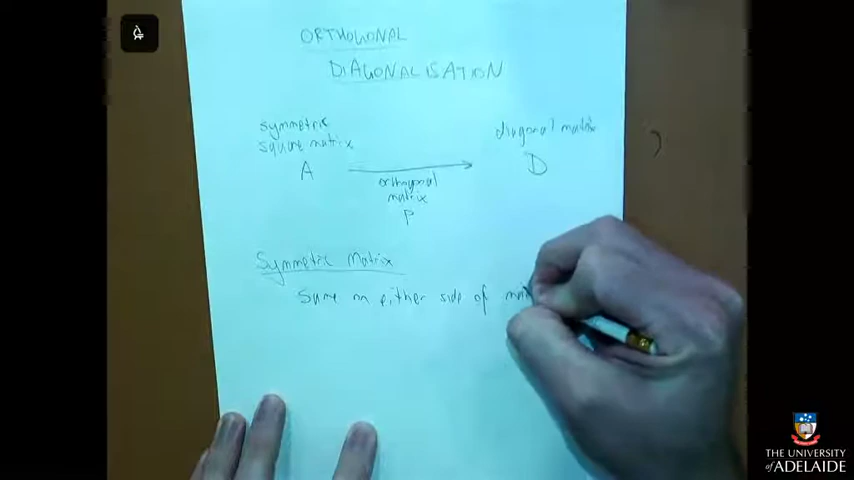 ORTHOGONAL
DIAGONALISATION
symmetric
square matrix
A
orthogonal
matrix
P
diagonal matrix
D
Symmetric Matrix
Same on either side of
THE UNIVERSITY
of ADELAIDE